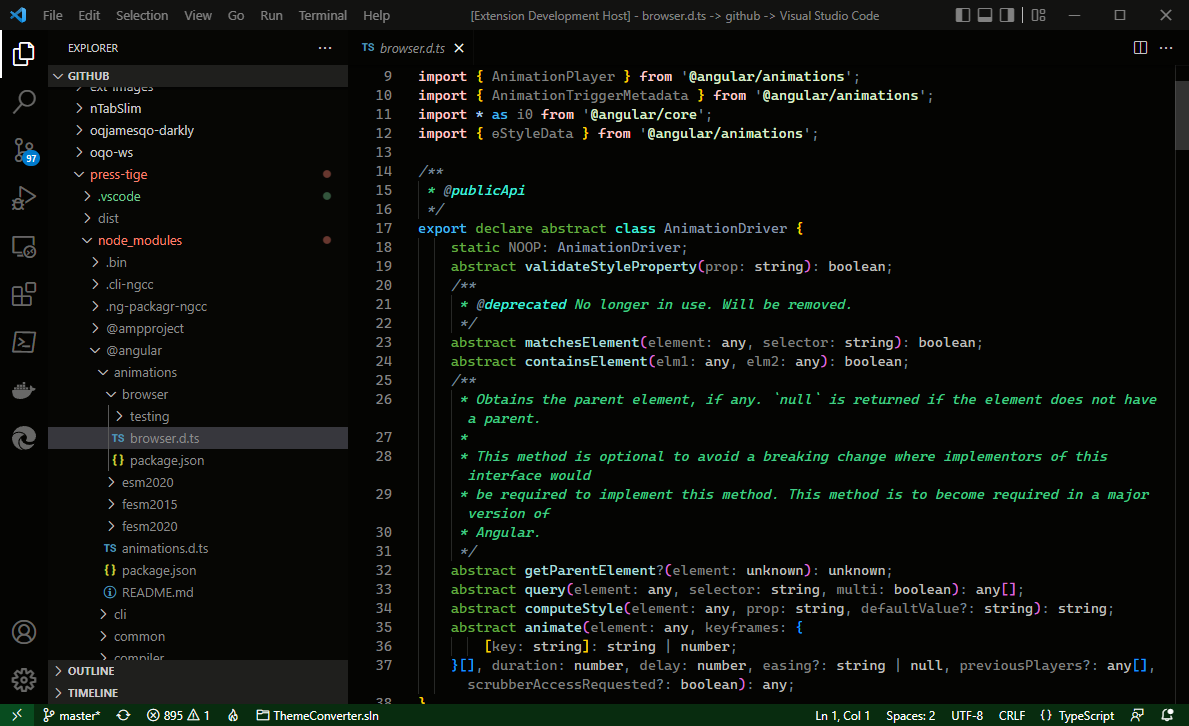 File Edit Selection View Go Run Terminal Help [Extension Development Host] - browser.d.ts -> github -> Visual Studio Code
EXPLORER
GITHUB
ext-images
nTabSlim
oqjamesqo-darkly
oqo-ws
press-tige
.vscode
dist
node_modules
.bin
.cli-ngcc
.ng-packagr-ngcc
@ampproject
@angular
animations
browser
testing
TS browser.d.ts
{} package.json
esm2020
fesm2015
fesm2020
TS animations.d.ts
{} package.json
README.md
cli
common
compiler
OUTLINE
TIMELINE
97
TS browser.d.ts
9 import { AnimationPlayer } from '@angular/animations';
10 import { AnimationTriggerMetadata } from '@angular/animations';
11 import * as i0 from '@angular/core';
12 import { ɵStyleData } from '@angular/animations';
13
14 /**
15 * @publicApi
16 */
17 export declare abstract class AnimationDriver {
18 static NOOP: AnimationDriver;
19 abstract validateStyleProperty(prop: string): boolean;
20 /**
21 * @deprecated No longer in use. Will be removed.
22 */
23 abstract matchesElement(element: any, selector: string): boolean;
24 abstract containsElement(elm1: any, elm2: any): boolean;
25 /**
26 * Obtains the parent element, if any. `null` is returned if the element does not have
a parent.
27 *
28 * This method is optional to avoid a breaking change where implementors of this
interface would
29 * be required to implement this method. This method is to become required in a major
version of
30 * Angular.
31 */
32 abstract getParentElement?(element: unknown): unknown;
33 abstract query(element: any, selector: string, multi: boolean): any[];
34 abstract computeStyle(element: any, prop: string, defaultValue?: string): string;
35 abstract animate(element: any, keyframes: {
36 [key: string]: string | number;
37 }[], duration: number, delay: number, easing?: string | null, previousPlayers?: any[],
scrubberAccessRequested?: boolean): any;
38 }
master* 895 1 ThemeConverter.sln Ln 1, Col 1 Spaces: 2 UTF-8 CRLF {} TypeScript